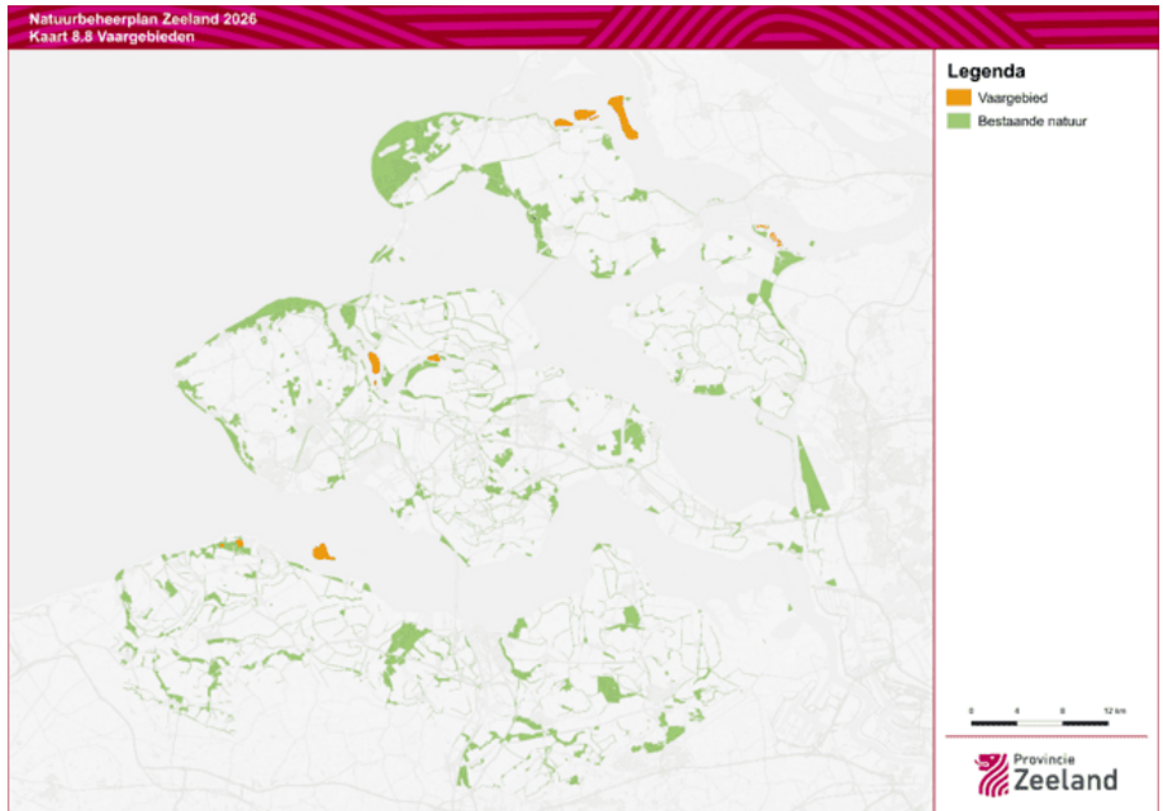 Natuurbeheerplan Zeeland 2026
Kaart 8.8 Vaargebieden
Legenda
Vaargebied
Bestaande natuur
0 4 8 12 km
Provincie
Zeeland